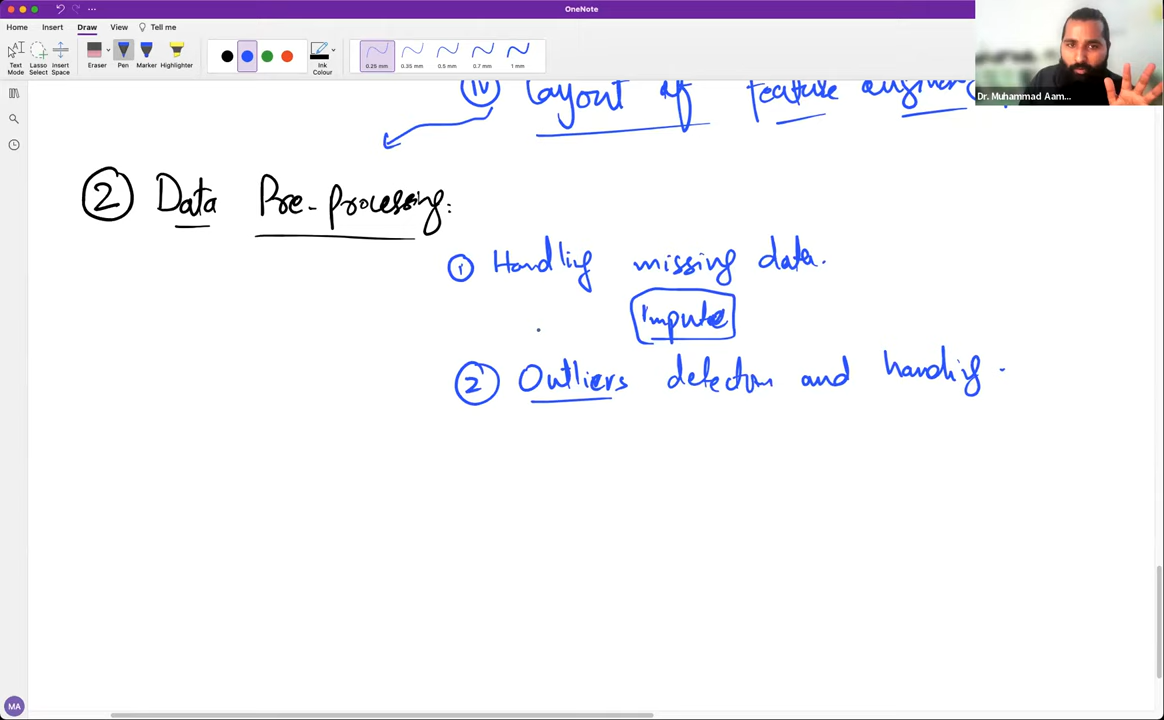 OneNote
Home Insert Draw View Tell me
Text Mode Lasso Select Insert Space Eraser Pen Marker Highlighter Ink Colour 0.25 mm 0.35 mm 0.5 mm 0.7 mm 1 mm
Dr. Muhammad Aam...
(iv) Layout of feature
② Data Pre-Processing:
① Handling missing data.
Impute
② Outliers detection and handling.
MA